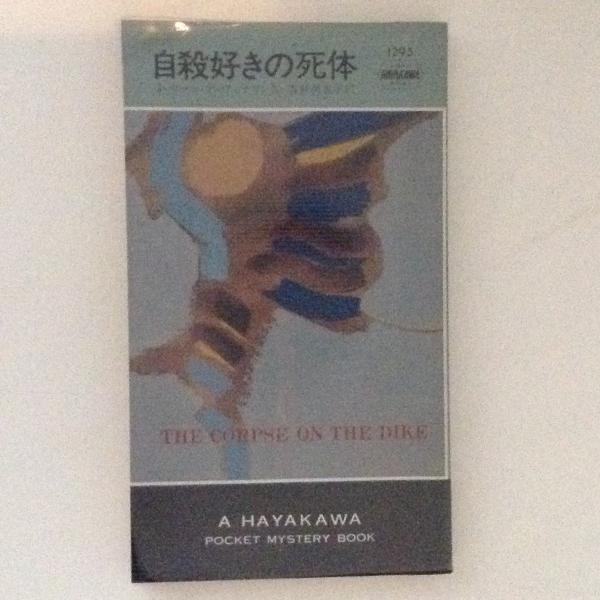 自殺好きの死体
1295
THE CORPSE ON THE DIKE
A HAYAKAWA
POCKET MYSTERY BOOK